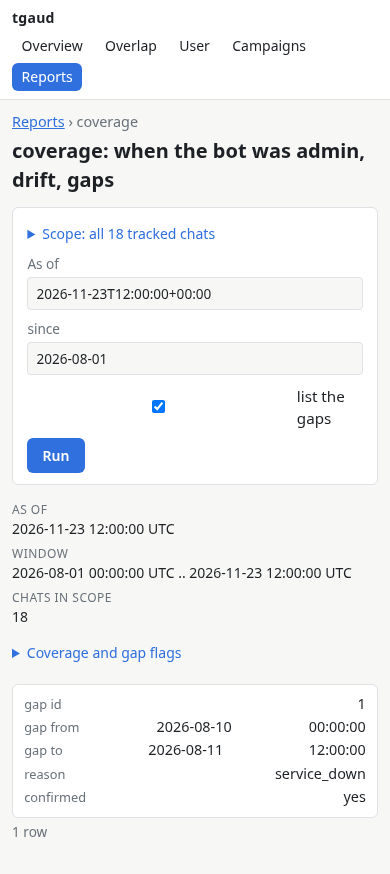 tgaud
Overview Overlap User Campaigns
Reports
Reports › coverage
coverage: when the bot was admin,
drift, gaps
Scope: all 18 tracked chats
As of
2026-11-23T12:00:00+00:00
since
2026-08-01
list the
gaps
Run
AS OF
2026-11-23 12:00:00 UTC
WINDOW
2026-08-01 00:00:00 UTC .. 2026-11-23 12:00:00 UTC
CHATS IN SCOPE
18
Coverage and gap flags
gap id 1
gap from 2026-08-10 00:00:00
gap to 2026-08-11 12:00:00
reason service_down
confirmed yes
1 row